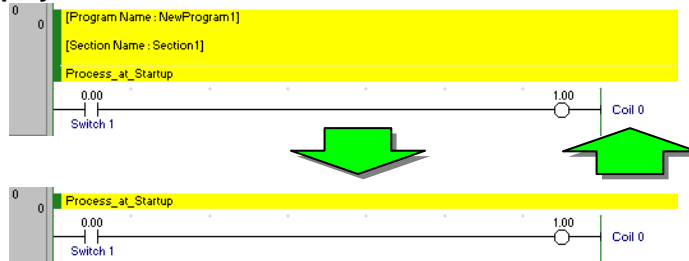 0
0
[Program Name : NewProgram1]
[Section Name : Section1]
Process_at_Startup
0.00 1.00
Coil 0
Switch 1
0
0
Process_at_Startup
0.00 1.00
Coil 0
Switch 1